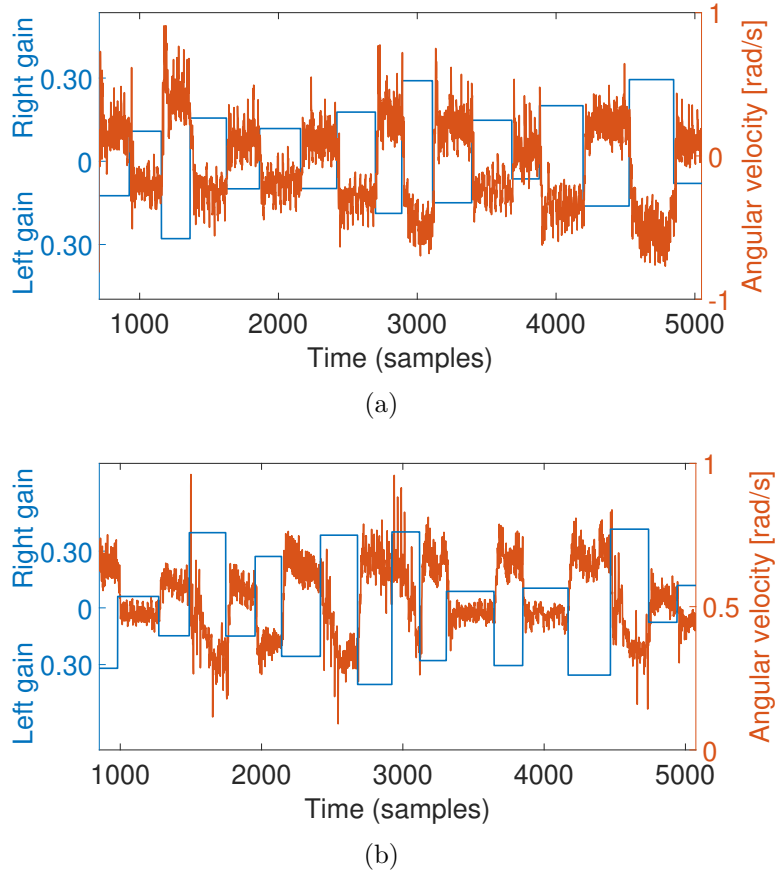 Right gain
Left gain
0.30
0
0.30
1
0
-1
Angular velocity [rad/s]
1000
2000
3000
4000
5000
Time (samples)
(a)
Right gain
Left gain
0.30
0
0.30
1
0.5
0
Angular velocity [rad/s]
1000
2000
3000
4000
5000
Time (samples)
(b)